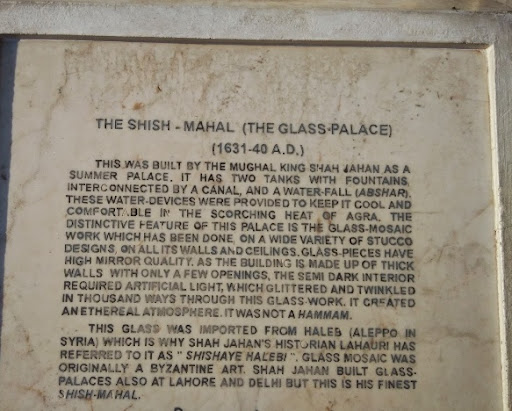 THE SHISH - MAHAL (THE GLASS-PALACE)
(1631-40 A.D.)
THIS WAS BUILT BY THE MUGHAL KING SHAH JAHAN AS A
SUMMER PALACE. IT HAS TWO TANKS WITH FOUNTAINS,
INTERCONNECTED BY A CANAL, AND A WATER-FALL (ABSHAR).
THESE WATER-DEVICES WERE PROVIDED TO KEEP IT COOL AND
COMFORTABLE IN THE SCORCHING HEAT OF AGRA. THE
DISTINCTIVE FEATURE OF THIS PALACE IS THE GLASS-MOSAIC
WORK WHICH HAS BEEN DONE, ON A WIDE VARIETY OF STUCCO
DESIGNS, ON ALL ITS WALLS AND CEILINGS. GLASS-PIECES HAVE
HIGH MIRROR QUALITY. AS THE BUILDING IS MADE UP OF THICK
WALLS WITH ONLY A FEW OPENINGS, THE SEMI DARK INTERIOR
REQUIRED ARTIFICIAL LIGHT, WHICH GLITTERED AND TWINKLED
IN THOUSAND WAYS THROUGH THIS GLASS-WORK. IT CREATED
AN ETHEREAL ATMOSPHERE. IT WAS NOT A HAMMAM.
THIS GLASS WAS IMPORTED FROM HALEB (ALEPPO IN
SYRIA) WHICH IS WHY SHAH JAHAN'S HISTORIAN LAHAURI HAS
REFERRED TO IT AS " SHISHAYE HALEBI ". GLASS MOSAIC WAS
ORIGINALLY A BYZANTINE ART. SHAH JAHAN BUILT GLASS-
PALACES ALSO AT LAHORE AND DELHI BUT THIS IS HIS FINEST
SHISH-MAHAL.